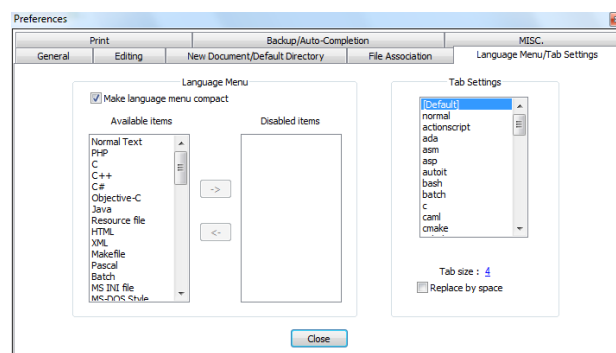 Preferences
Print Backup/Auto-Completion MISC.
General Editing New Document/Default Directory File Association Language Menu/Tab Settings
Language Menu
Make language menu compact
Available items
Disabled items
Normal Text
PHP
C
C++
C#
Objective-C
Java
Resource file
HTML
XML
Makefile
Pascal
Batch
MS INI file
MS-DOS Style
->
<-
Tab Settings
[Default]
normal
actionscript
ada
asm
asp
autoit
bash
batch
c
caml
cmake
Tab size : 4
Replace by space
Close